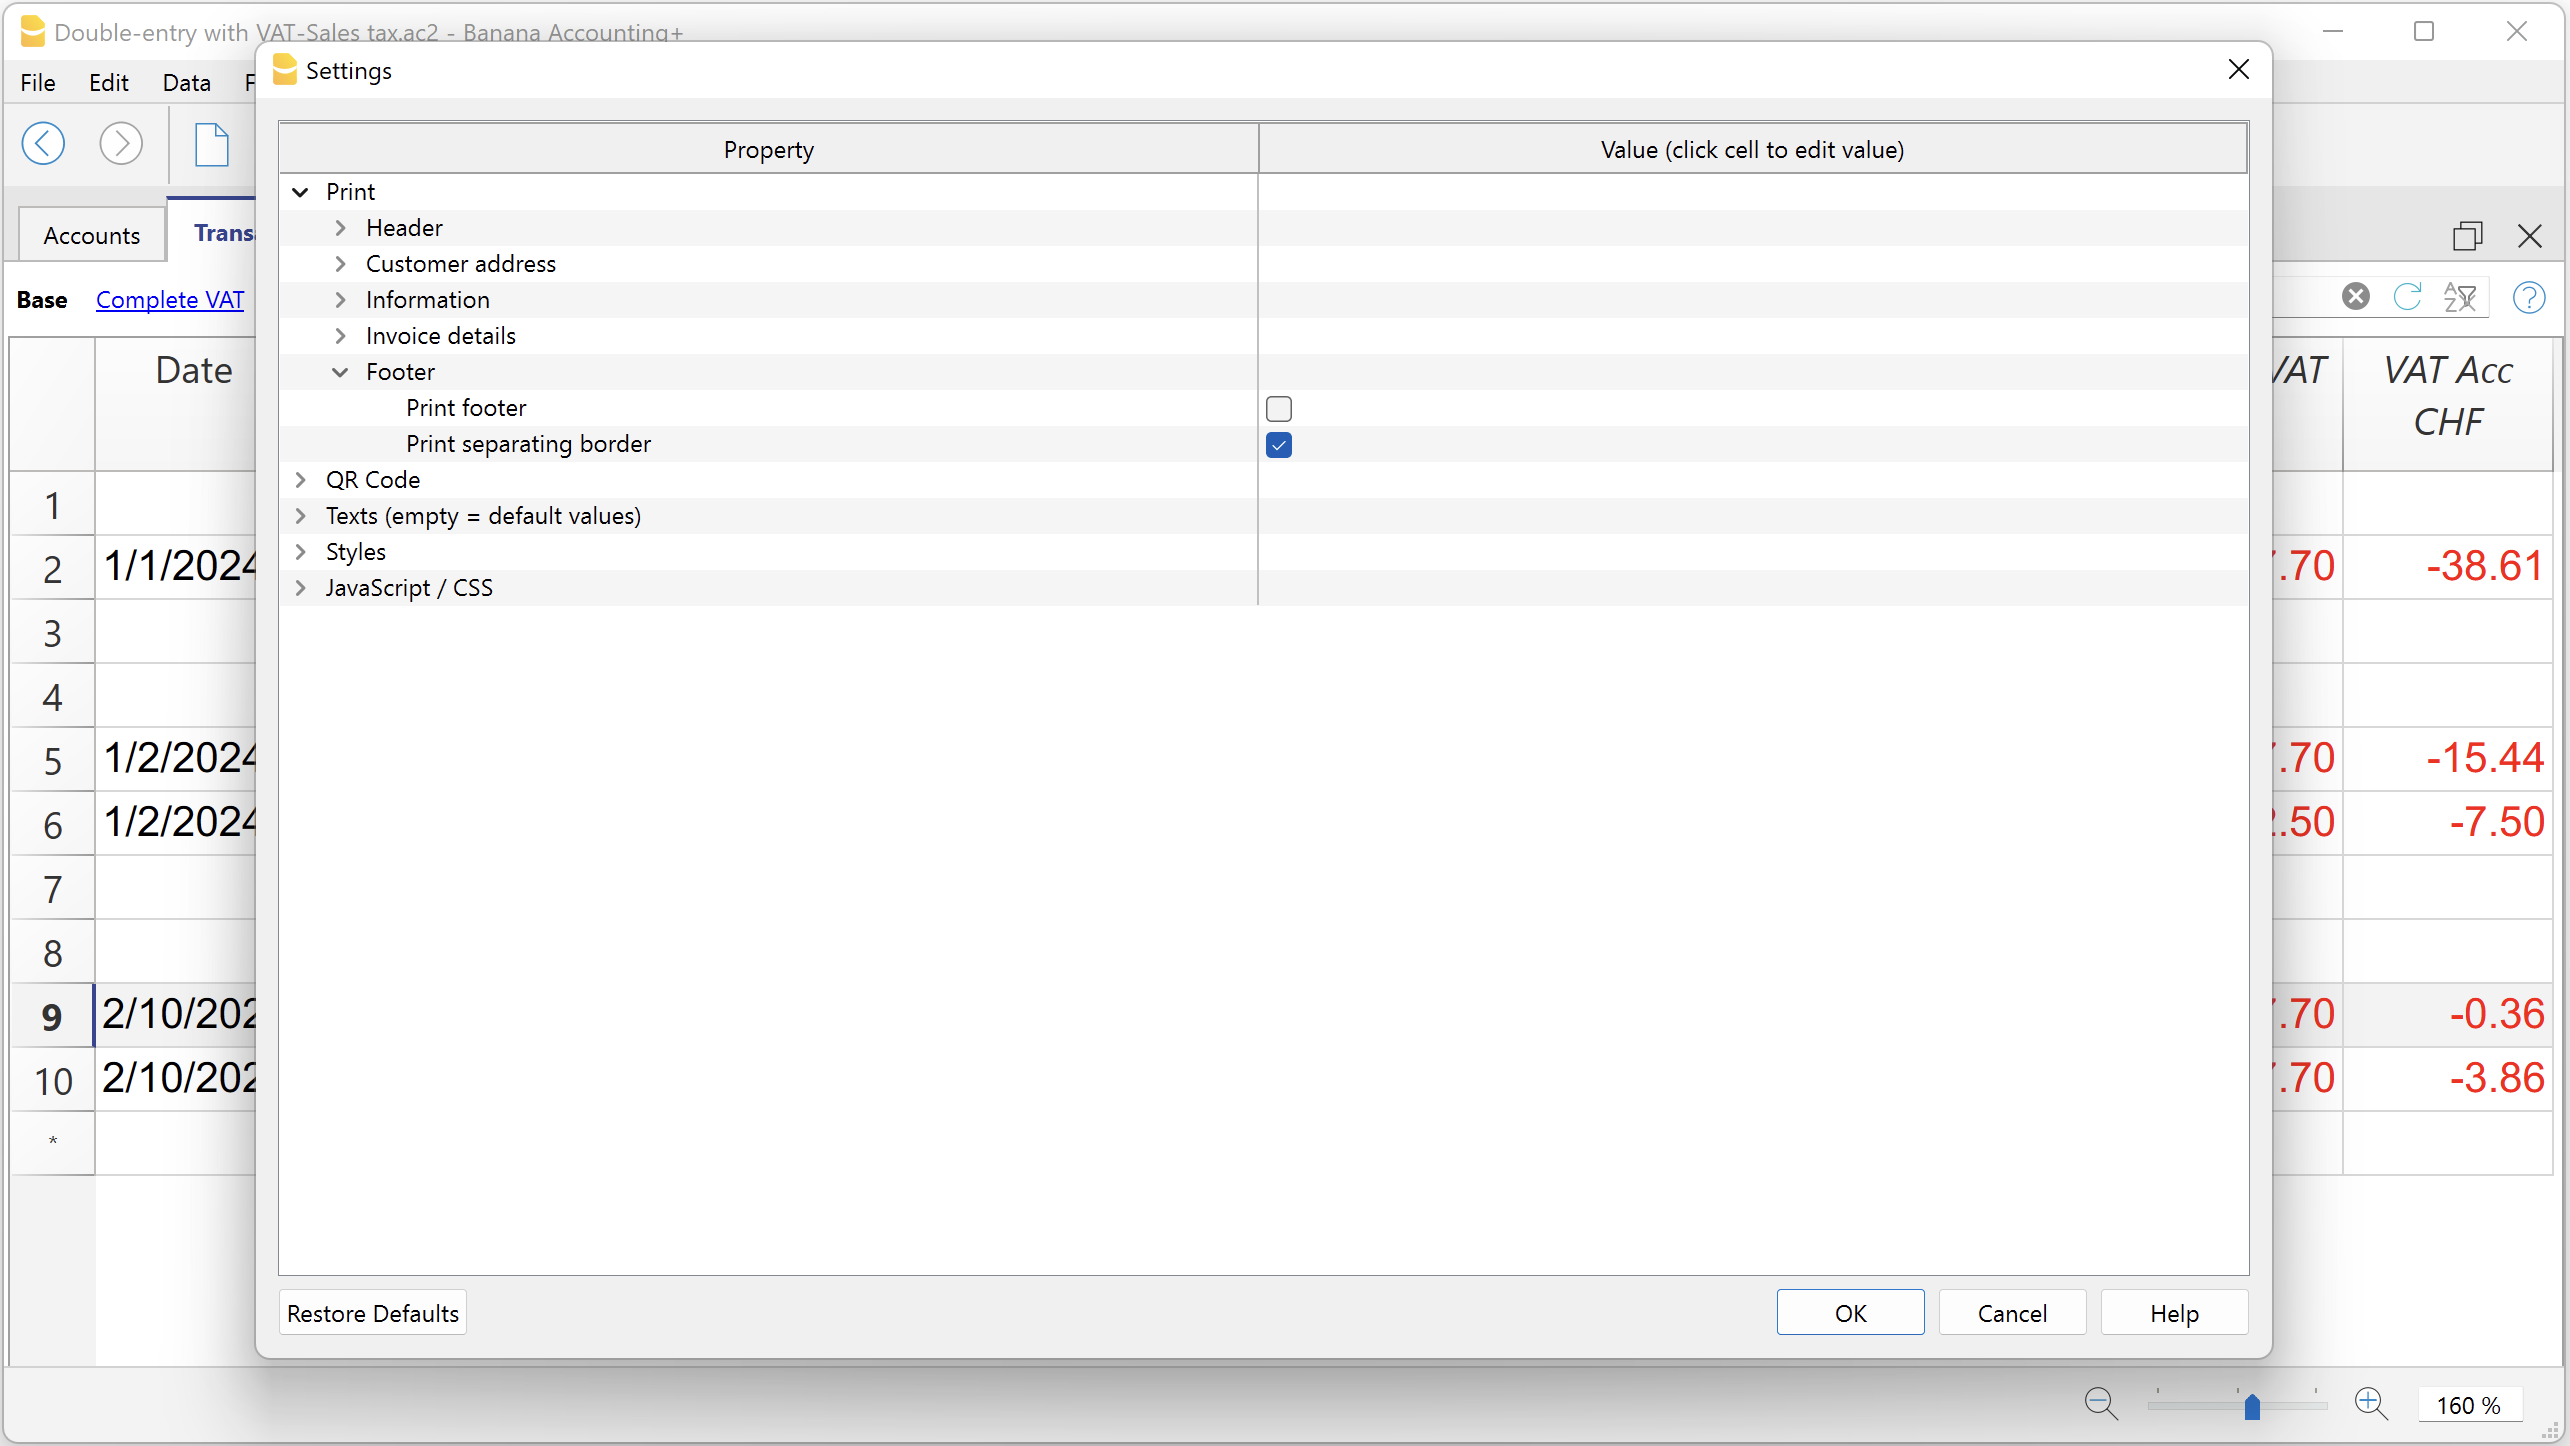 Double-entry with VAT-Sales tax.ac2 - Banana Accounting+
Settings
File Edit Data
Property Value (click cell to edit value)
Print
Accounts
Header
Customer address
Base Complete VAT
Information
Invoice details
Date
Footer
VAT
VAT Acc
CHF
Print footer
Print separating border
QR Code
Texts (empty = default values)
Styles
JavaScript / CSS
1
2 1/1/2024 .70 -38.61
3
4
5 1/2/2024 .70 -15.44
6 1/2/2024 .50 -7.50
7
8
9 2/10/202 .70 -0.36
10 2/10/202 .70 -3.86
*
Restore Defaults OK Cancel Help
160 %